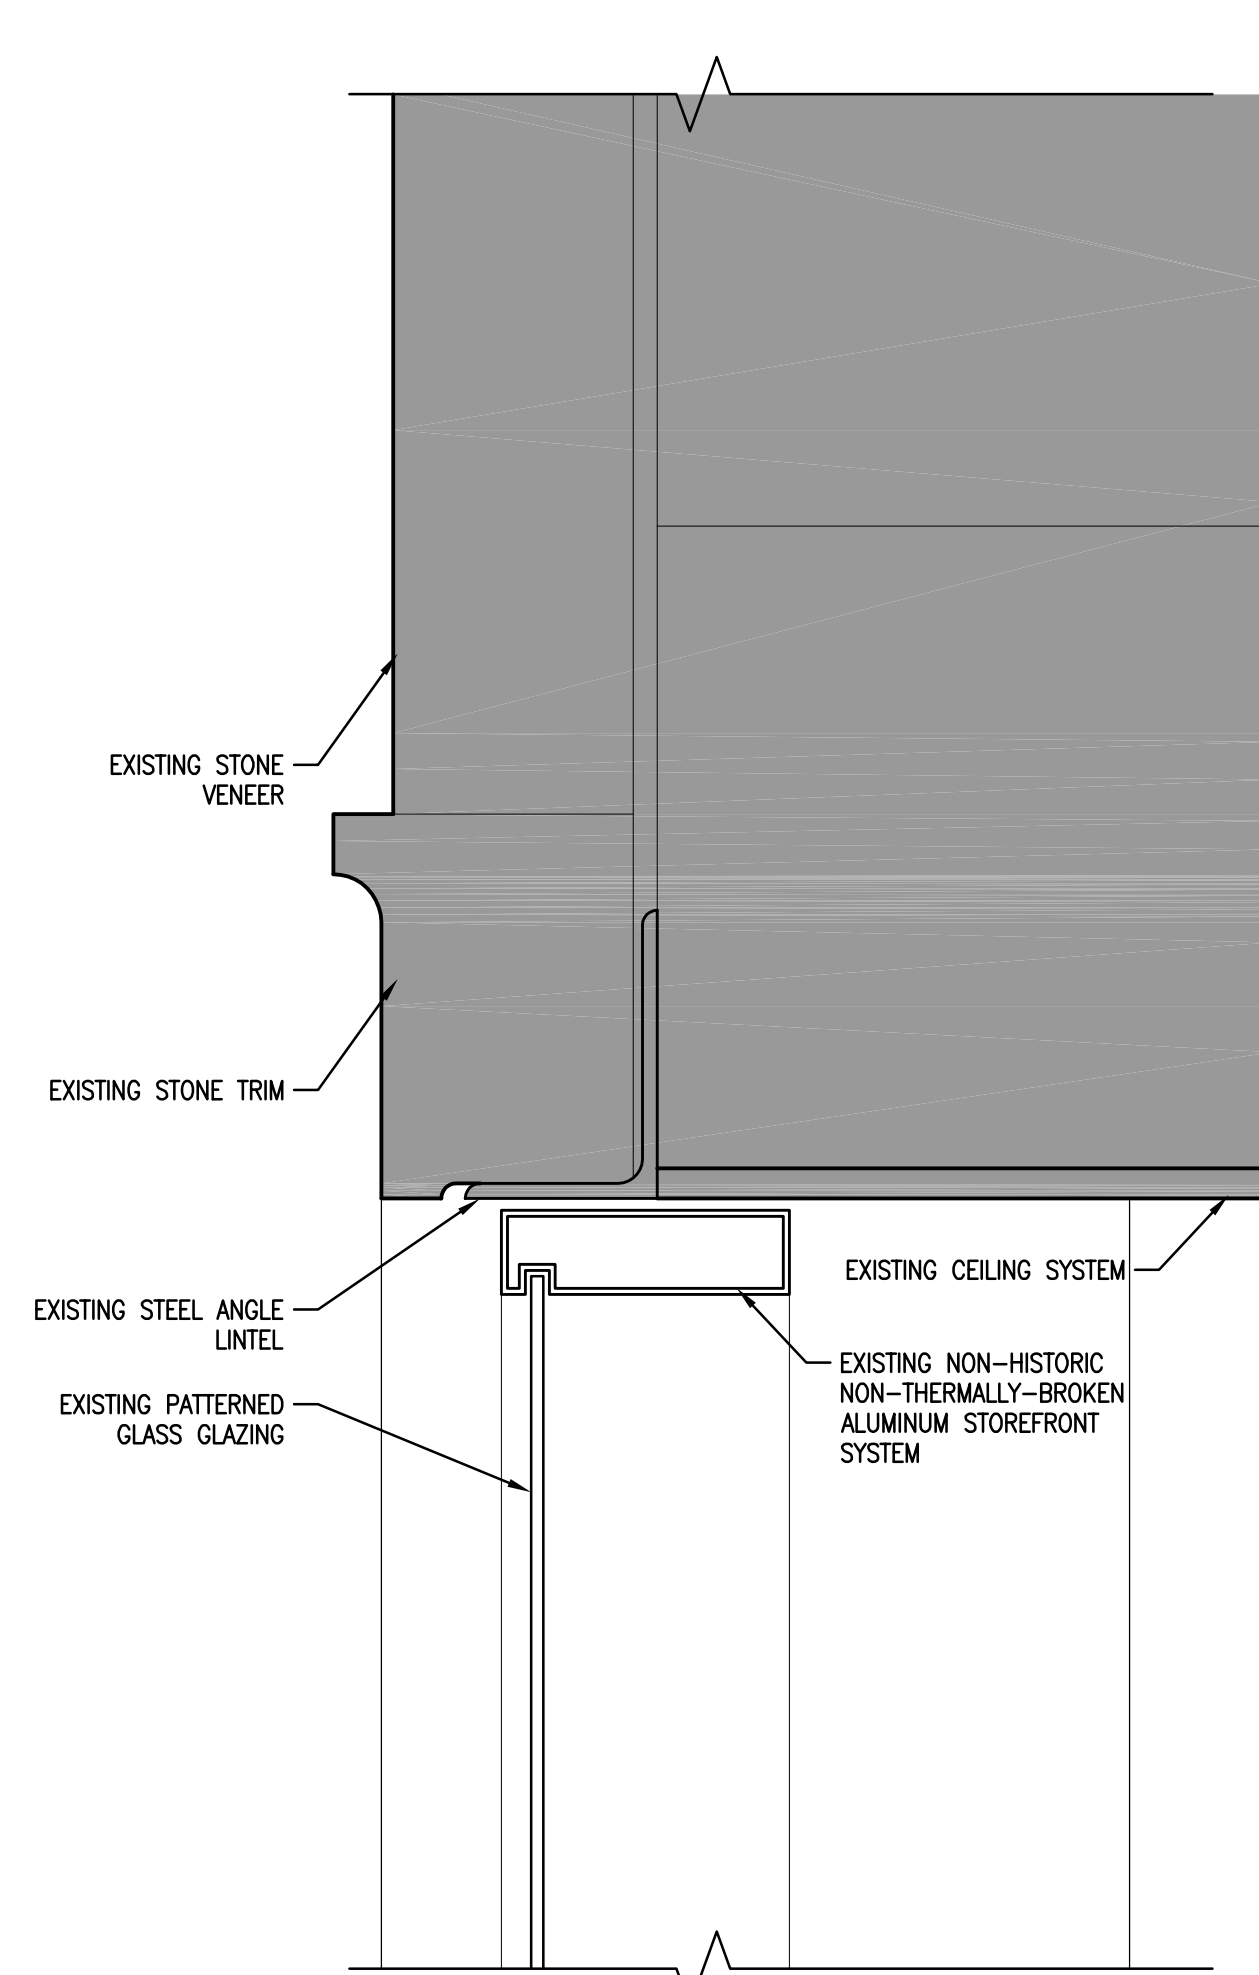 EXISTING STONE
VENEER
EXISTING STONE TRIM
EXISTING STEEL ANGLE
LINTEL
EXISTING PATTERNED
GLASS GLAZING
EXISTING CEILING SYSTEM
EXISTING NON-HISTORIC
NON-THERMALLY-BROKEN
ALUMINUM STOREFRONT
SYSTEM